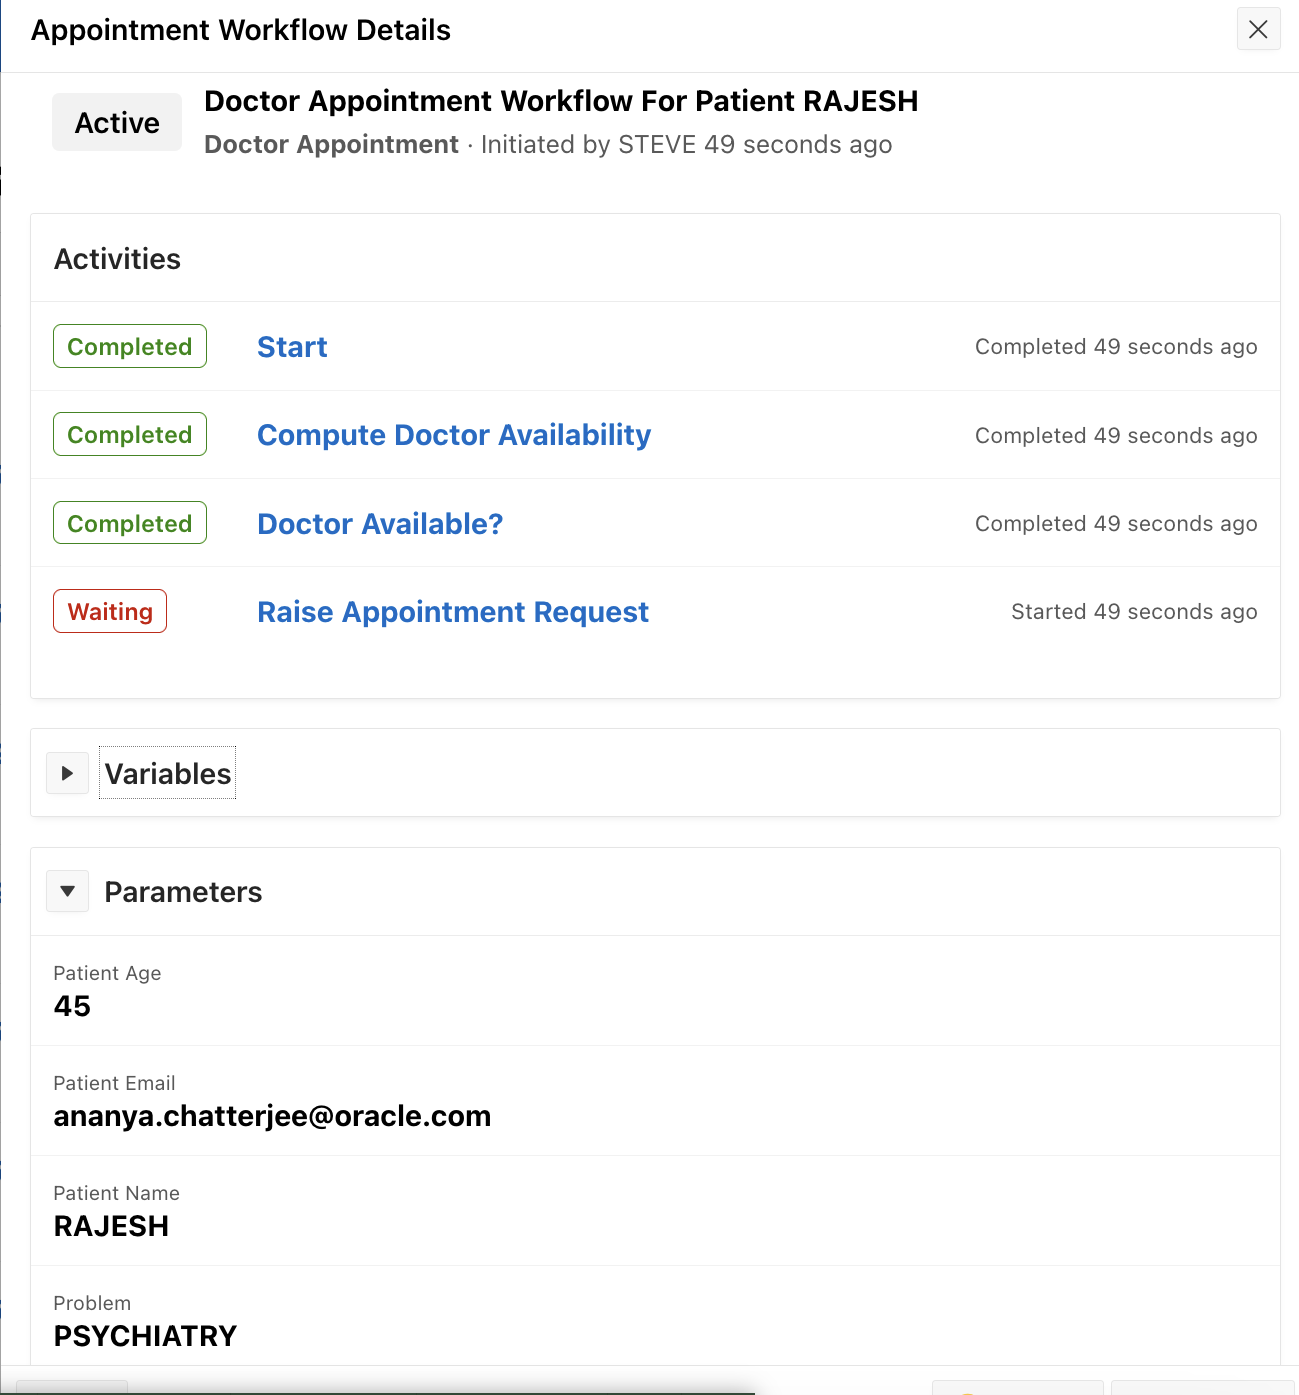 Appointment Workflow Details
Active
Doctor Appointment Workflow For Patient RAJESH
Doctor Appointment · Initiated by STEVE 49 seconds ago
Activities
Completed Start Completed 49 seconds ago
Completed Compute Doctor Availability Completed 49 seconds ago
Completed Doctor Available? Completed 49 seconds ago
Waiting Raise Appointment Request Started 49 seconds ago
Variables
Parameters
Patient Age
45
Patient Email
ananya.chatterjee@oracle.com
Patient Name
RAJESH
Problem
PSYCHIATRY